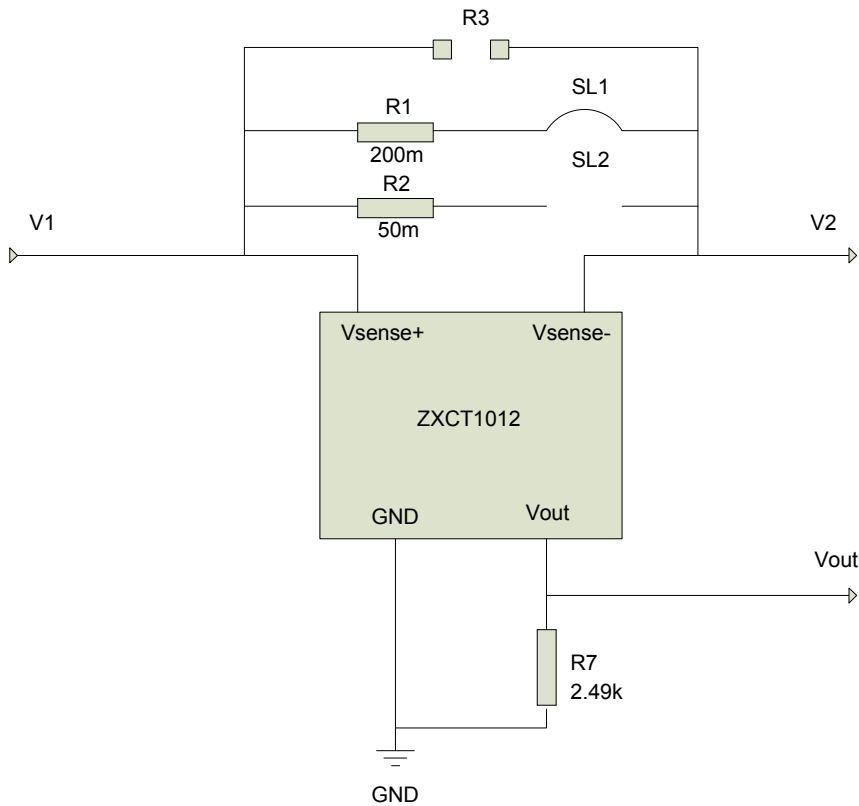 R3
SL1
R1
200m
SL2
R2
50m
V1
V2
Vsense+ Vsense-
ZXCT1012
GND Vout
Vout
R7
2.49k
GND